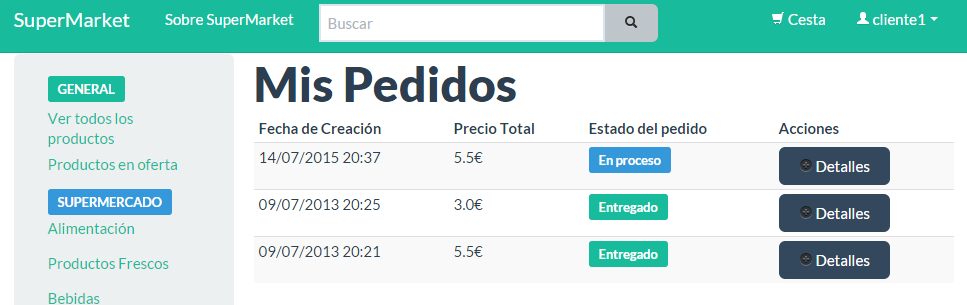 SuperMarket Sobre SuperMarket Buscar Cesta cliente1
GENERAL
Ver todos los
productos
Productos en oferta
SUPERMERCADO
Alimentación
Productos Frescos
Bebidas
Mis Pedidos
Fecha de Creación Precio Total Estado del pedido Acciones
14/07/2015 20:37 5.5€ En proceso Detalles
09/07/2013 20:25 3.0€ Entregado Detalles
09/07/2013 20:21 5.5€ Entregado Detalles